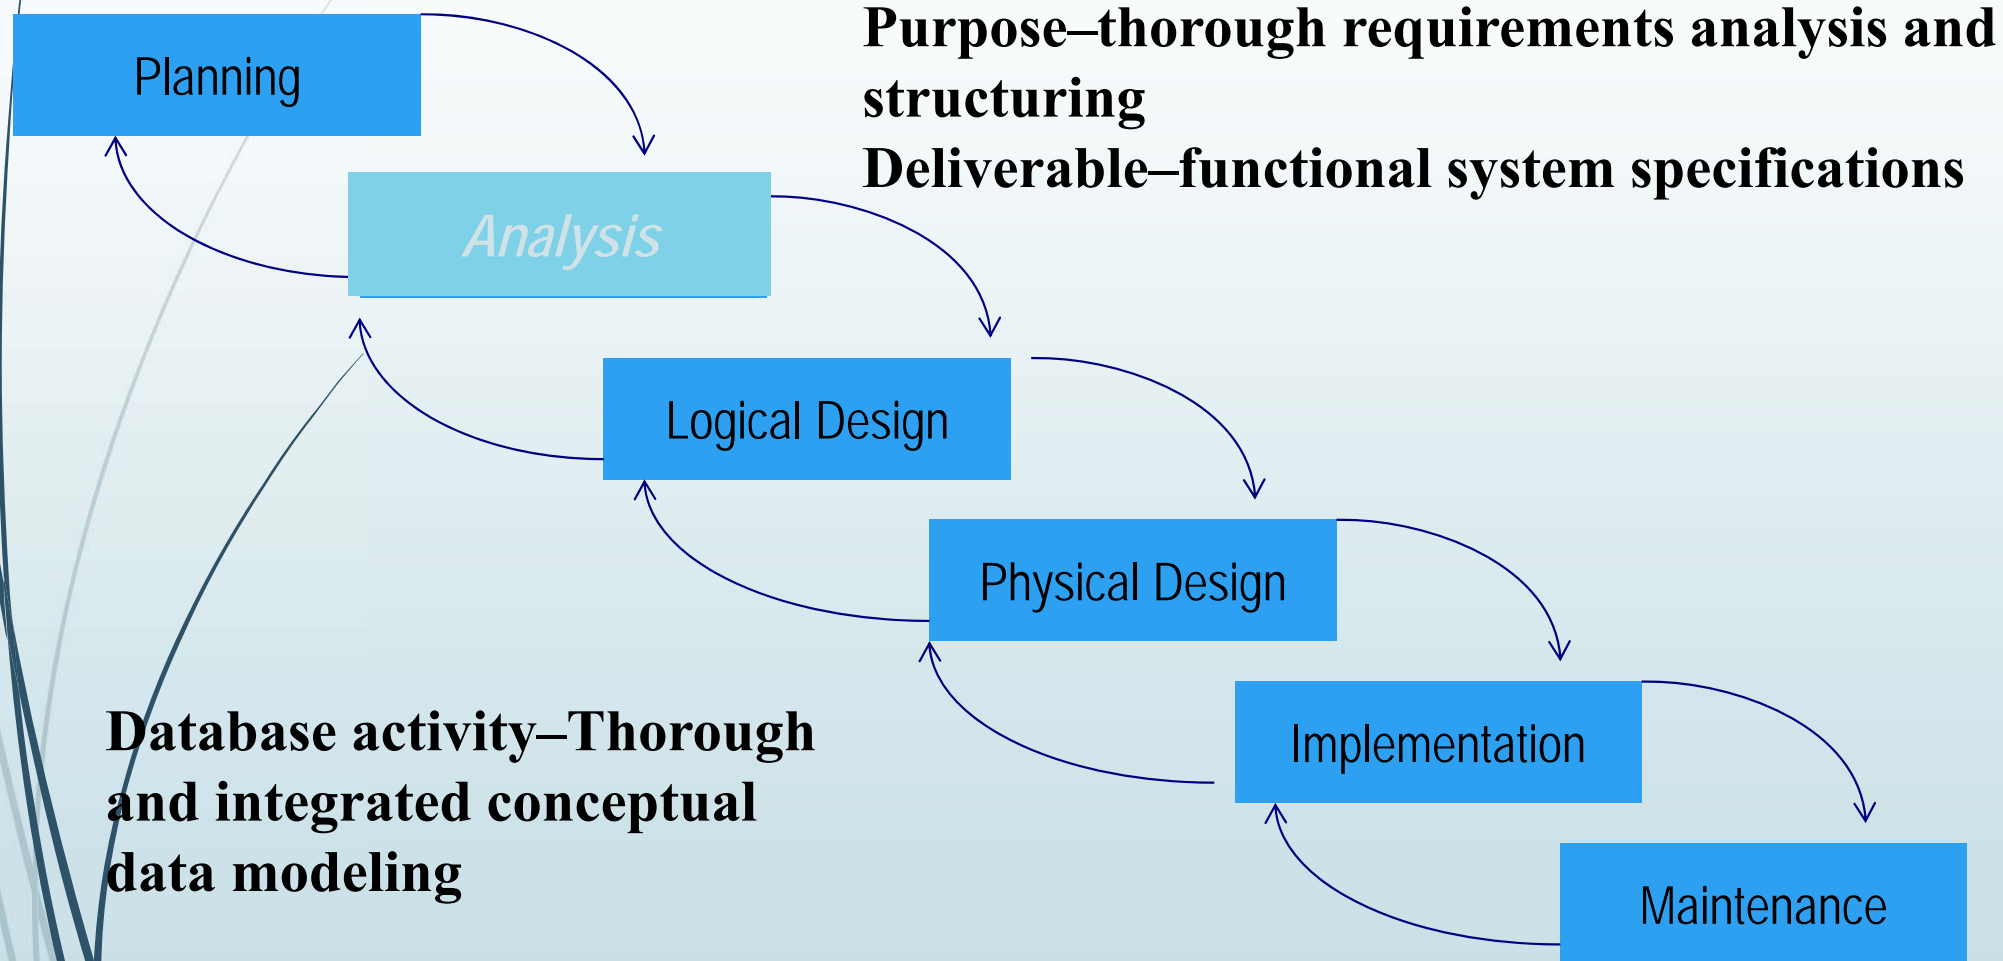 Planning
Purpose–thorough requirements analysis and
structuring
Deliverable–functional system specifications
Analysis
Logical Design
Physical Design
Implementation
Database activity–Thorough
and integrated conceptual
data modeling
Maintenance